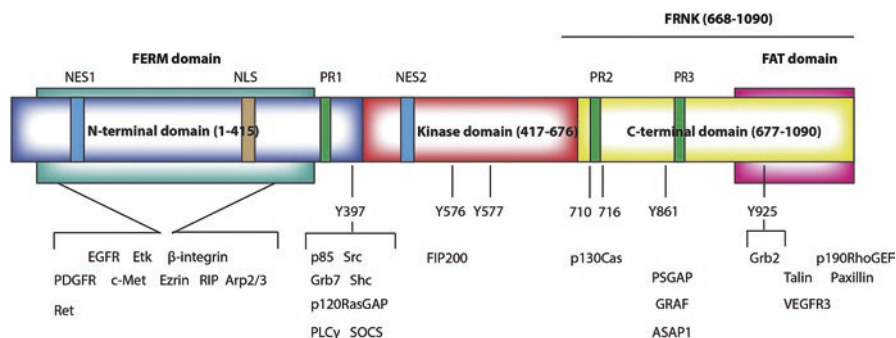 FRNK (668-1090)
FERM domain
FAT domain
NES1
NLS
PR1
NES2
PR2
PR3
N-terminal domain (1-415)
Kinase domain (417-676)
C-terminal domain (677-1090)
Y397
Y576
Y577
710
716
Y861
Y925
EGFR Etk β-integrin
PDGFR c-Met Ezrin RIP Arp2/3
Ret
p85 Src
Grb7 Shc
p120RasGAP
PLCγ SOCS
FIP200
p130Cas
PSGAP
GRAF
ASAP1
Grb2
p190RhoGEF
Talin Paxillin
VEGFR3